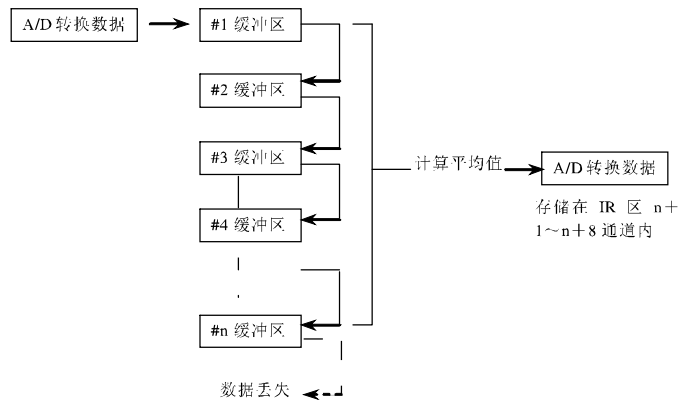 A/D 转换数据
#1 缓冲区
#2 缓冲区
#3 缓冲区
#4 缓冲区
#n 缓冲区
数据丢失
计算平均值
A/D 转换数据
存储在 IR 区 n＋
1～n＋8 通道内